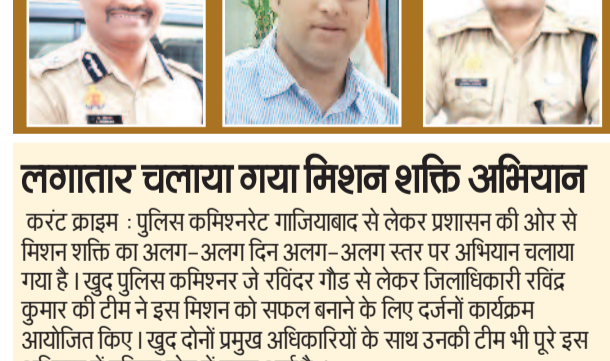 लगातार चलाया गया मिशन शक्ति अभियान
करंट क्राइम : पुलिस कमिश्नरेट गाजियाबाद से लेकर प्रशासन की ओर से
मिशन शक्ति का अलग-अलग दिन अलग-अलग स्तर पर अभियान चलाया
गया है । खुद पुलिस कमिश्नर जे रविंदर गौड से लेकर जिलाधिकारी रविंद्र
कुमार की टीम ने इस मिशन को सफल बनाने के लिए दर्जनों कार्यक्रम
आयोजित किए । खुद दोनों प्रमुख अधिकारियों के साथ उनकी टीम भी पूरे इस